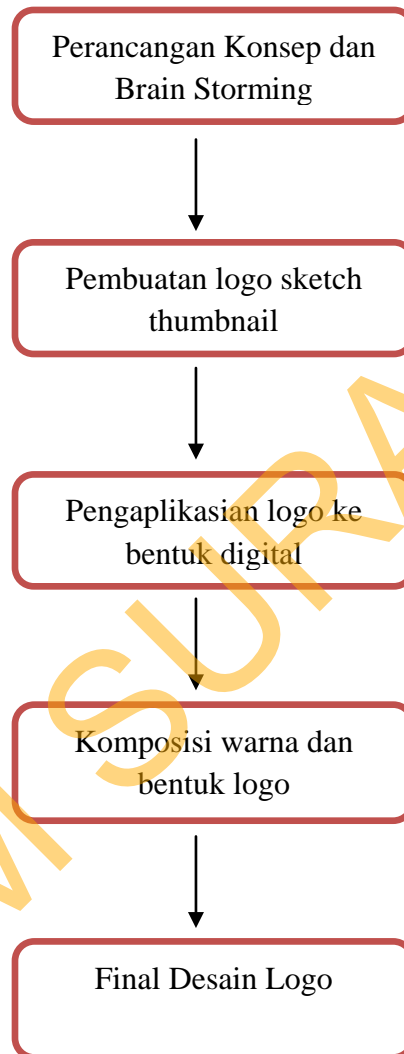 Perancangan Konsep dan
Brain Storming
Pembuatan logo sketch
thumbnail
Pengaplikasian logo ke
bentuk digital
Komposisi warna dan
bentuk logo
Final Desain Logo
M SURA